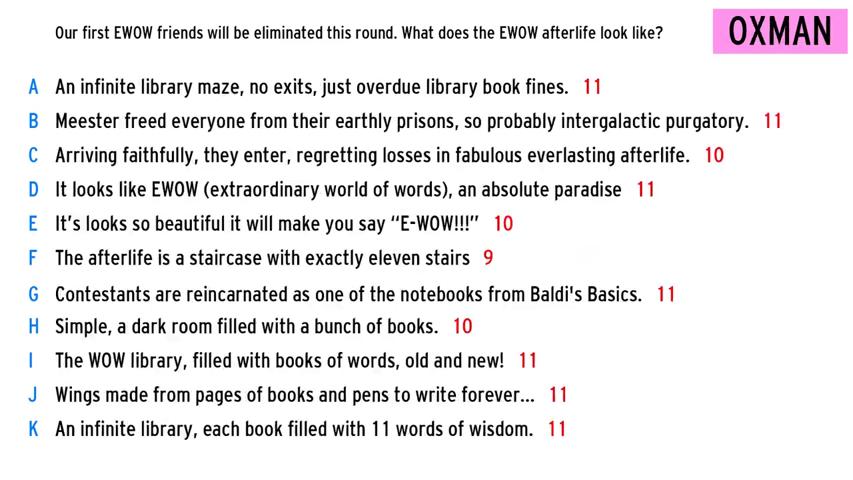 Our first EWOW friends will be eliminated this round. What does the EWOW afterlife look like?
OXMAN
A An infinite library maze, no exits, just overdue library book fines. 11
B Meester freed everyone from their earthly prisons, so probably intergalactic purgatory. 11
C Arriving faithfully, they enter, regretting losses in fabulous everlasting afterlife. 10
D It looks like EWOW (extraordinary world of words), an absolute paradise 11
E It's looks so beautiful it will make you say “E-WOW!!!” 10
F The afterlife is a staircase with exactly eleven stairs 9
G Contestants are reincarnated as one of the notebooks from Baldi's Basics. 11
H Simple, a dark room filled with a bunch of books. 10
I The WOW library, filled with books of words, old and new! 11
J Wings made from pages of books and pens to write forever... 11
K An infinite library, each book filled with 11 words of wisdom. 11